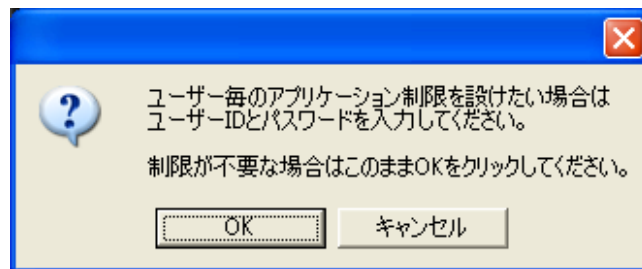 ユーザー毎のアプリケーション制限を設けたい場合は
ユーザーIDとパスワードを入力してください。
制限が不要な場合はこのままOKをクリックしてください。
OK
キャンセル